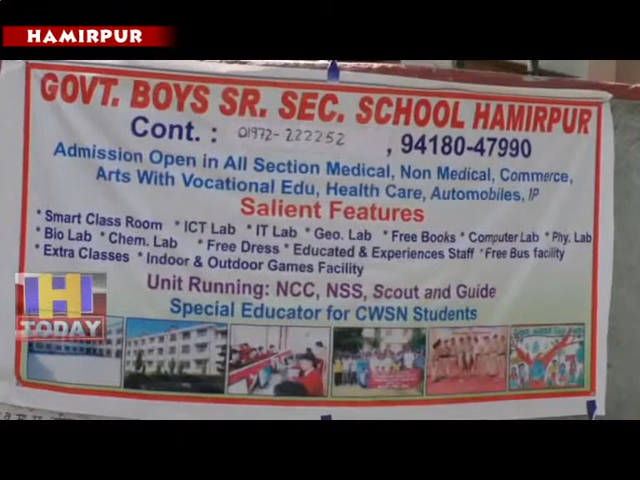 HAMIRPUR
GOVT. BOYS SR. SEC. SCHOOL HAMIRPUR
Cont. : 01972-222252 , 94180-47990
Admission Open in All Section Medical, Non Medical, Commerce,
Arts With Vocational Edu, Health Care, Automobiles, IP
Salient Features
* Smart Class Room * ICT Lab * IT Lab * Geo. Lab * Free Books * Computer Lab * Phy. Lab
* Bio Lab * Chem. Lab * Free Dress * Educated & Experiences Staff * Free Bus facility
* Extra Classes * Indoor & Outdoor Games Facility
Unit Running: NCC, NSS, Scout and Guide
Special Educator for CWSN Students
TODAY